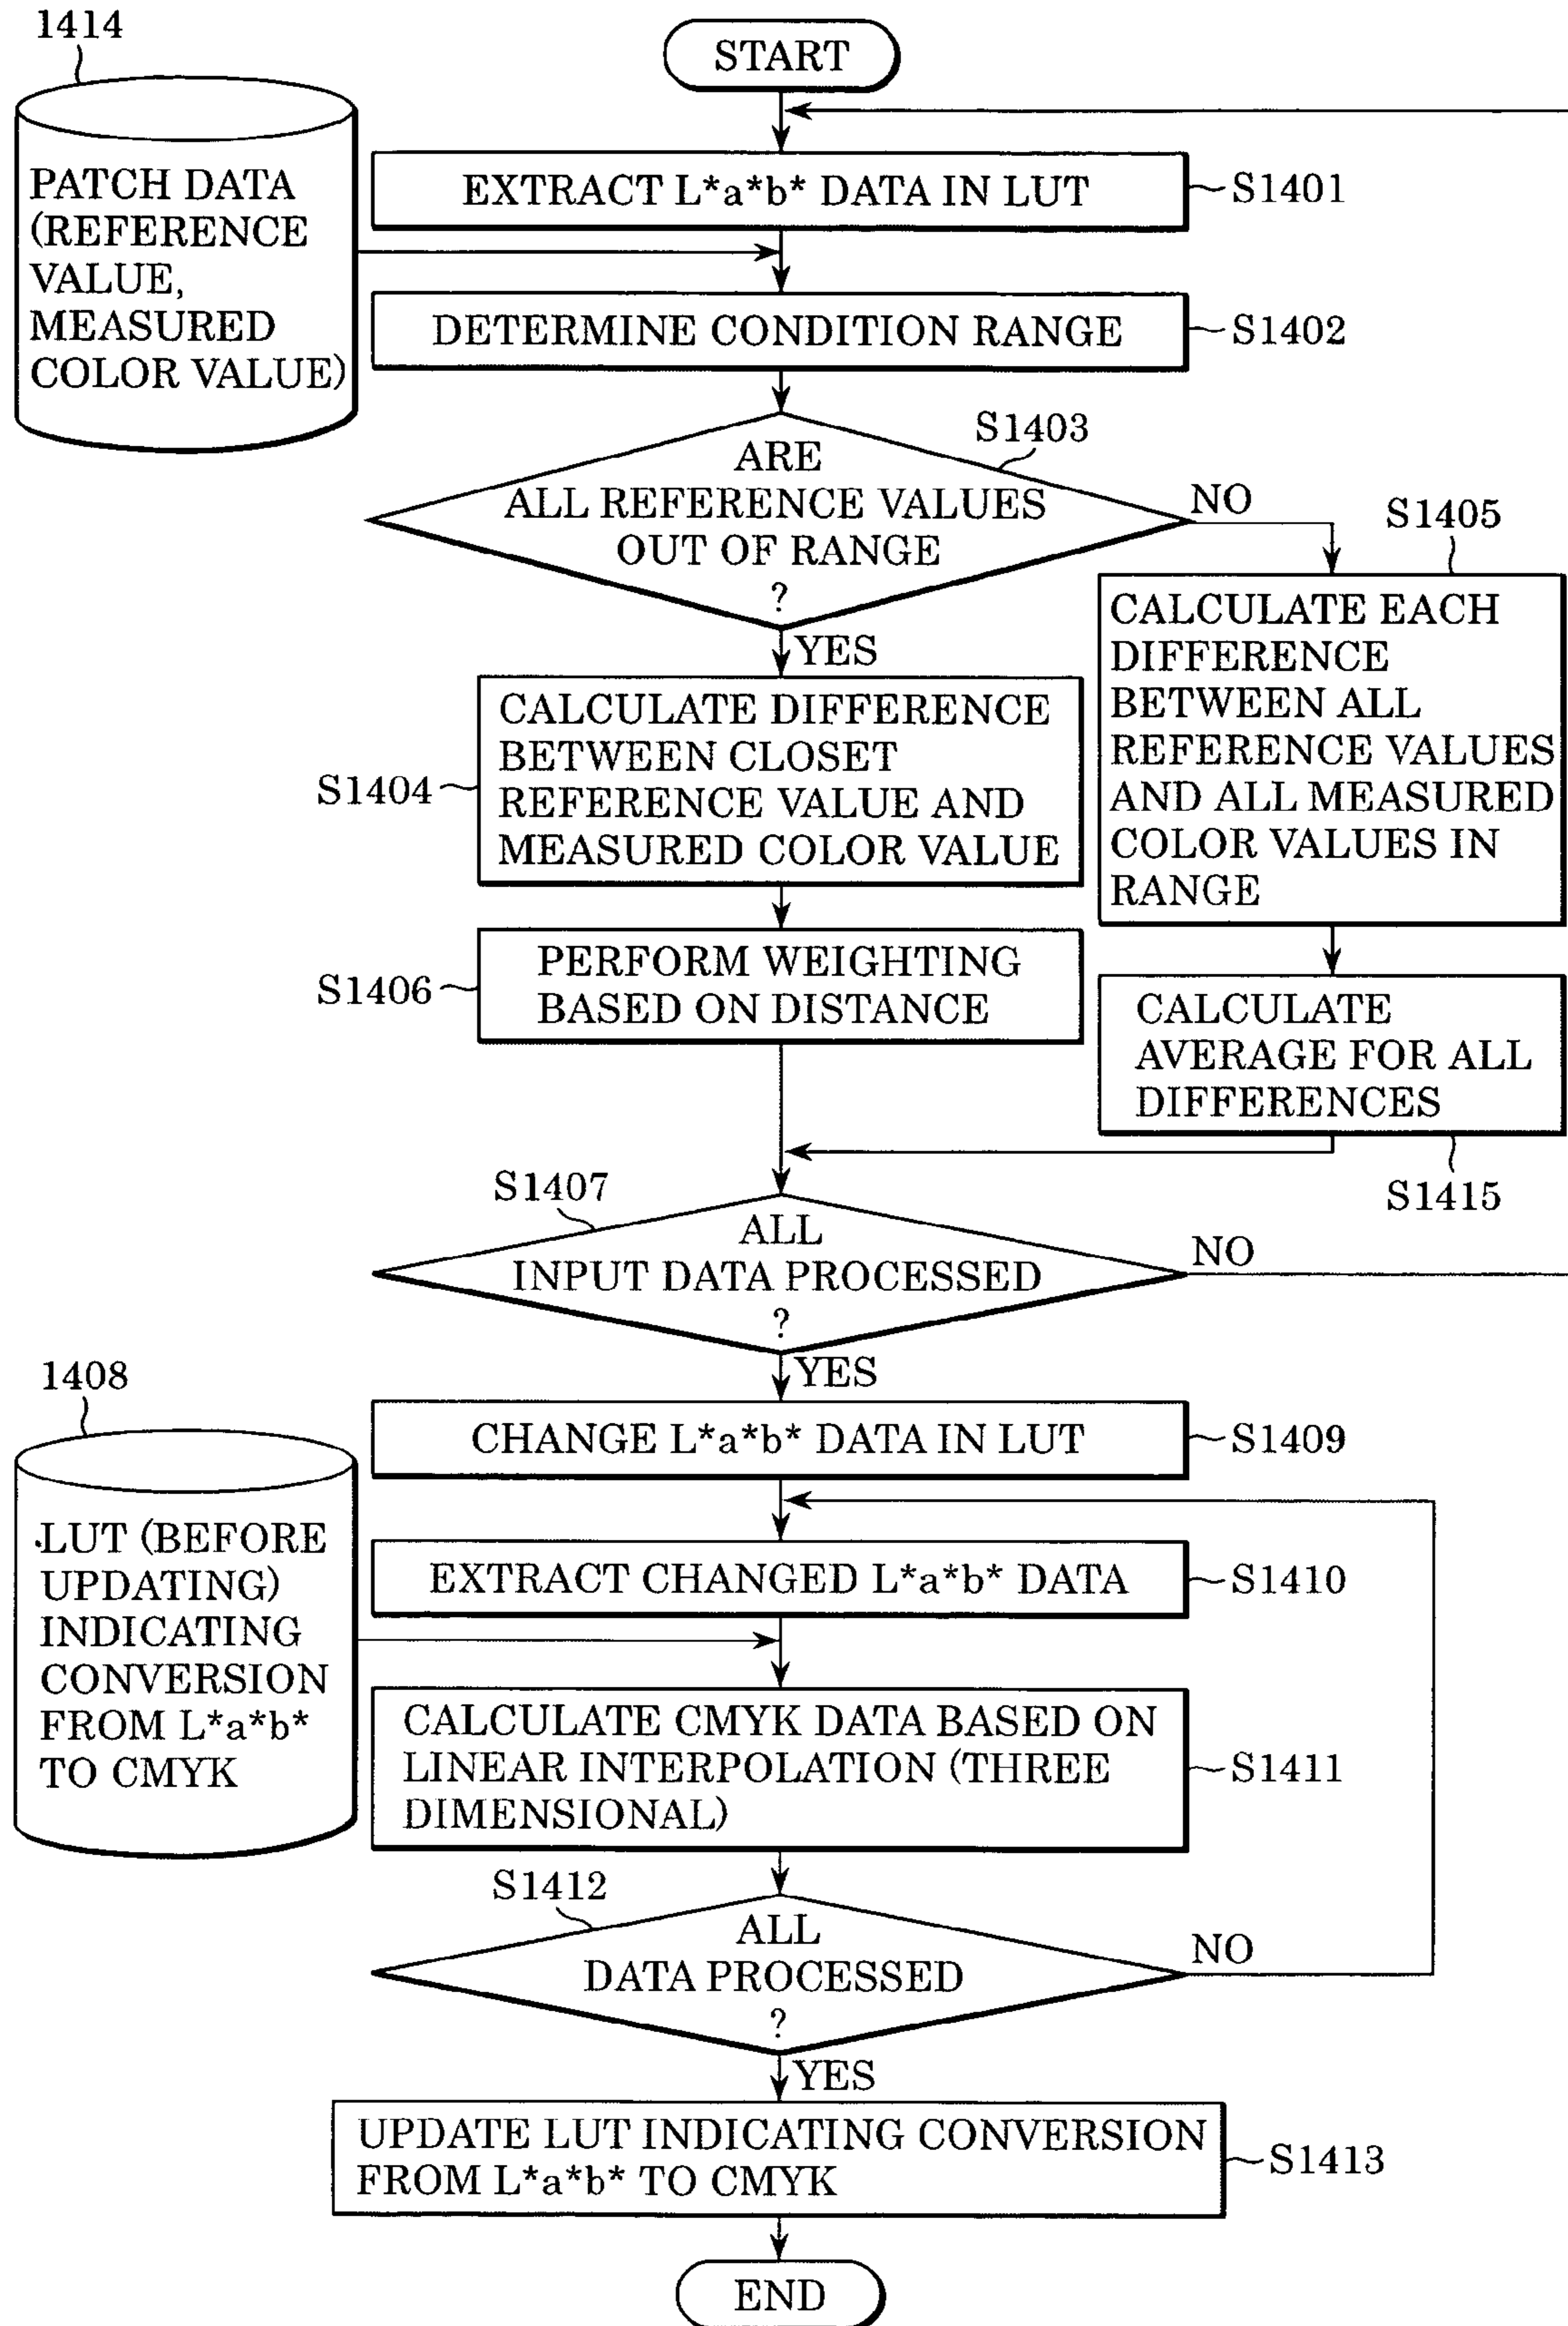 1414
START
PATCH DATA
(REFERENCE
VALUE,
MEASURED
COLOR VALUE)
EXTRACT L*a*b* DATA IN LUT
S1401
DETERMINE CONDITION RANGE
S1402
S1403
ARE
ALL REFERENCE VALUES
OUT OF RANGE
?
NO
YES
S1405
CALCULATE EACH
DIFFERENCE
BETWEEN ALL
REFERENCE VALUES
AND ALL MEASURED
COLOR VALUES IN
RANGE
S1404
CALCULATE DIFFERENCE
BETWEEN CLOSET
REFERENCE VALUE AND
MEASURED COLOR VALUE
S1406
PERFORM WEIGHTING
BASED ON DISTANCE
CALCULATE
AVERAGE FOR ALL
DIFFERENCES
S1415
S1407
ALL
INPUT DATA PROCESSED
?
NO
YES
1408
LUT (BEFORE
UPDATING)
INDICATING
CONVERSION
FROM L*a*b*
TO CMYK
CHANGE L*a*b* DATA IN LUT
S1409
EXTRACT CHANGED L*a*b* DATA
S1410
CALCULATE CMYK DATA BASED ON
LINEAR INTERPOLATION (THREE
DIMENSIONAL)
S1411
S1412
ALL
DATA PROCESSED
?
NO
YES
UPDATE LUT INDICATING CONVERSION
FROM L*a*b* TO CMYK
S1413
END